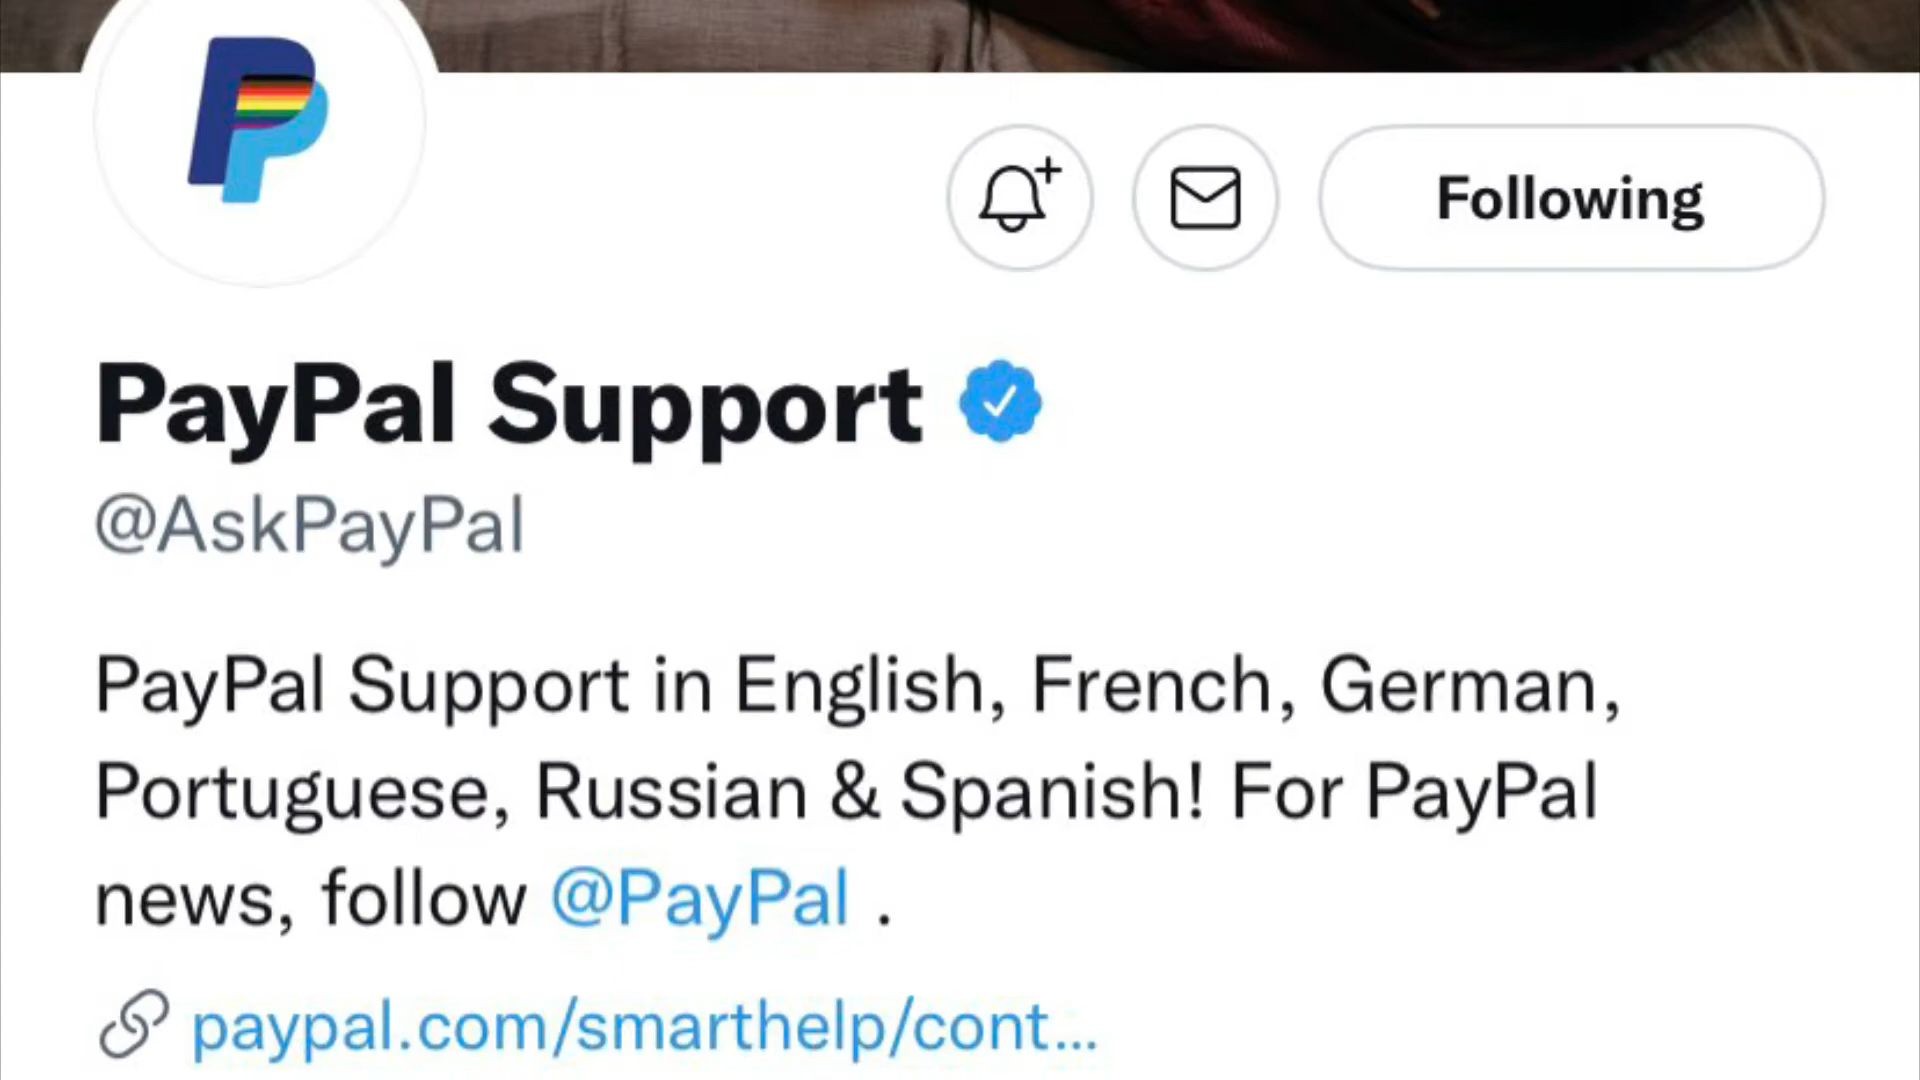 Following
PayPal Support
@AskPayPal
PayPal Support in English, French, German,
Portuguese, Russian & Spanish! For PayPal
news, follow @PayPal .
paypal.com/smarthelp/cont...